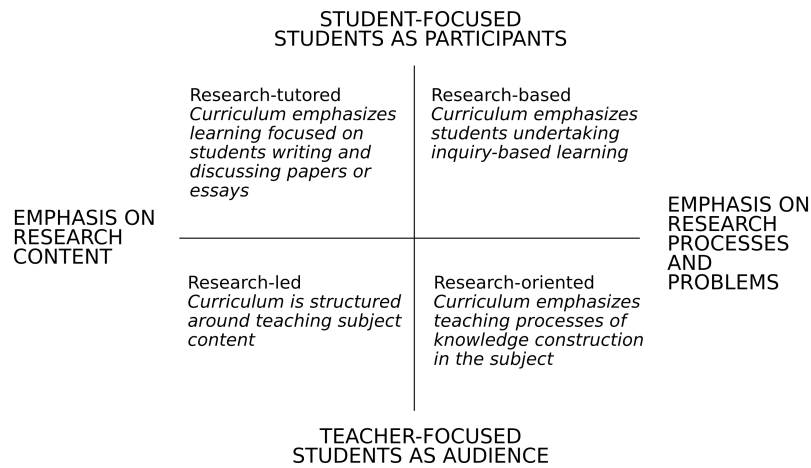 STUDENT-FOCUSED
STUDENTS AS PARTICIPANTS
Research-tutored
Curriculum emphasizes
learning focused on
students writing and
discussing papers or
essays
Research-based
Curriculum emphasizes
students undertaking
inquiry-based learning
EMPHASIS ON
RESEARCH
CONTENT
EMPHASIS ON
RESEARCH
PROCESSES
AND
PROBLEMS
Research-led
Curriculum is structured
around teaching subject
content
Research-oriented
Curriculum emphasizes
teaching processes of
knowledge construction
in the subject
TEACHER-FOCUSED
STUDENTS AS AUDIENCE